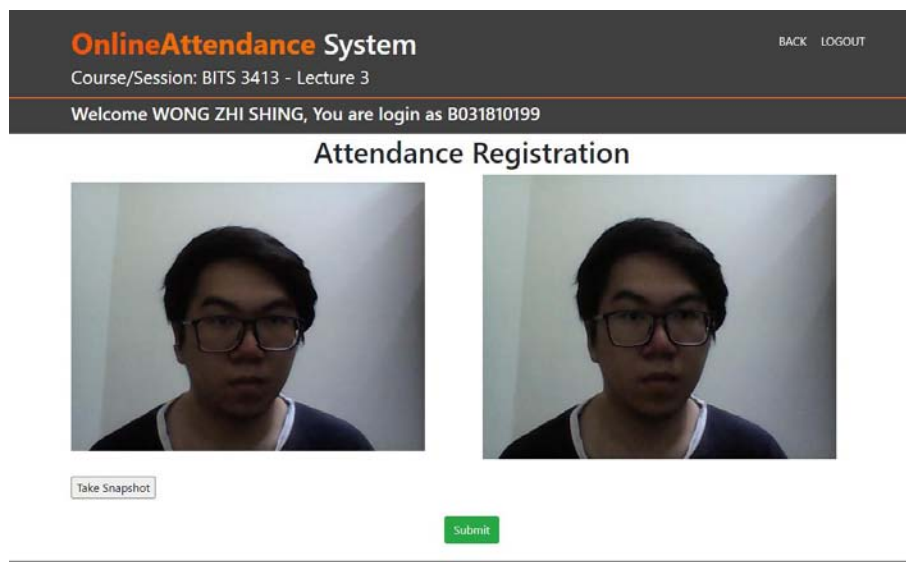 OnlineAttendance System
BACK LOGOUT
Course/Session: BITS 3413 - Lecture 3
Welcome WONG ZHI SHING, You are login as B031810199
Attendance Registration
Take Snapshot
Submit